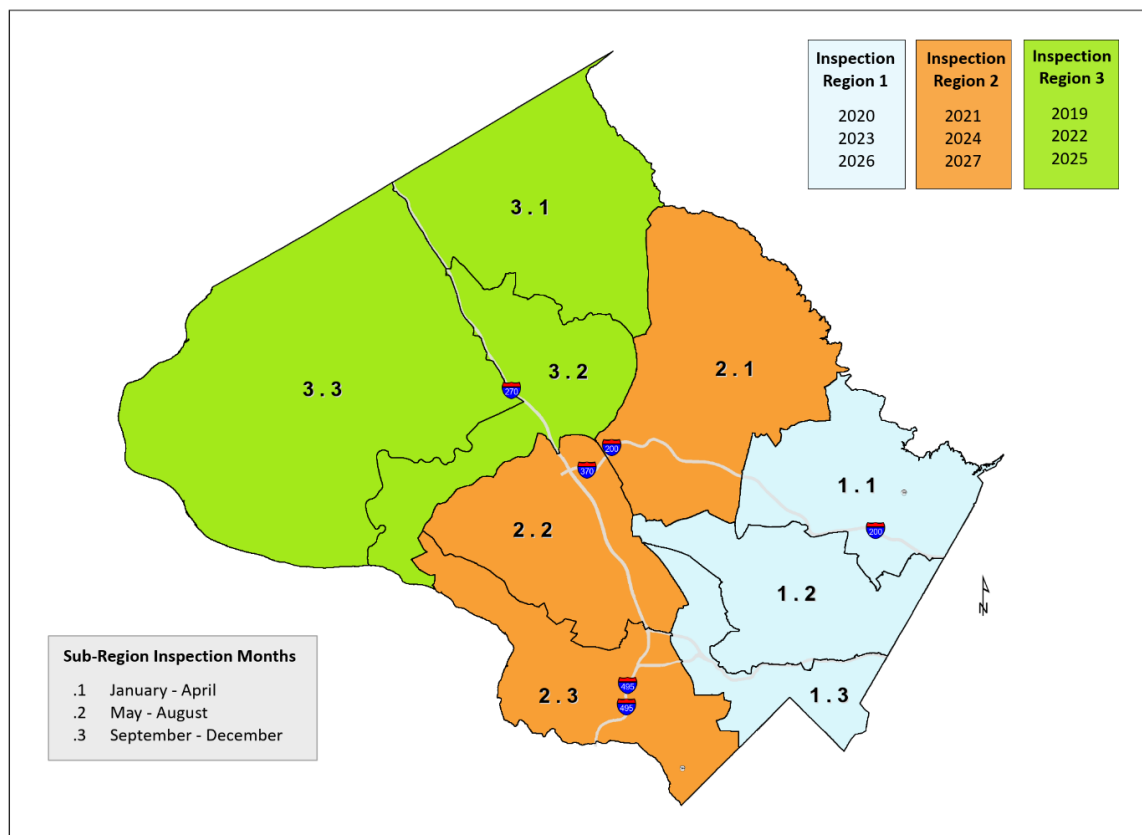 Inspection
Region 1
2020
2023
2026
Inspection
Region 2
2021
2024
2027
Inspection
Region 3
2019
2022
2025
3.1
3.2
3.3
2.1
270
200
370
1.1
2.2
200
1.2
N
2.3
495
495
1.3
Sub-Region Inspection Months
.1 January - April
.2 May - August
.3 September - December